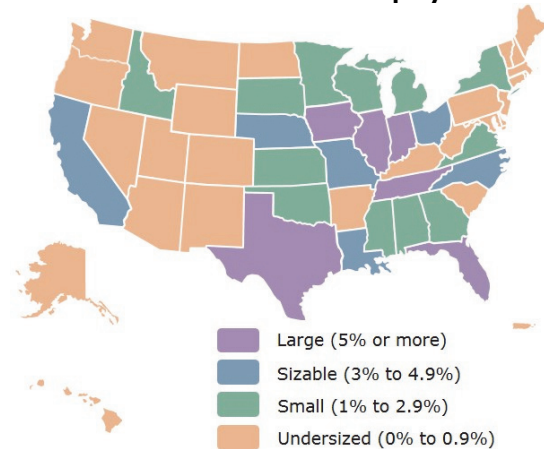 Large (5% or more)
Sizable (3% to 4.9%)
Small (1% to 2.9%)
Undersized (0% to 0.9%)